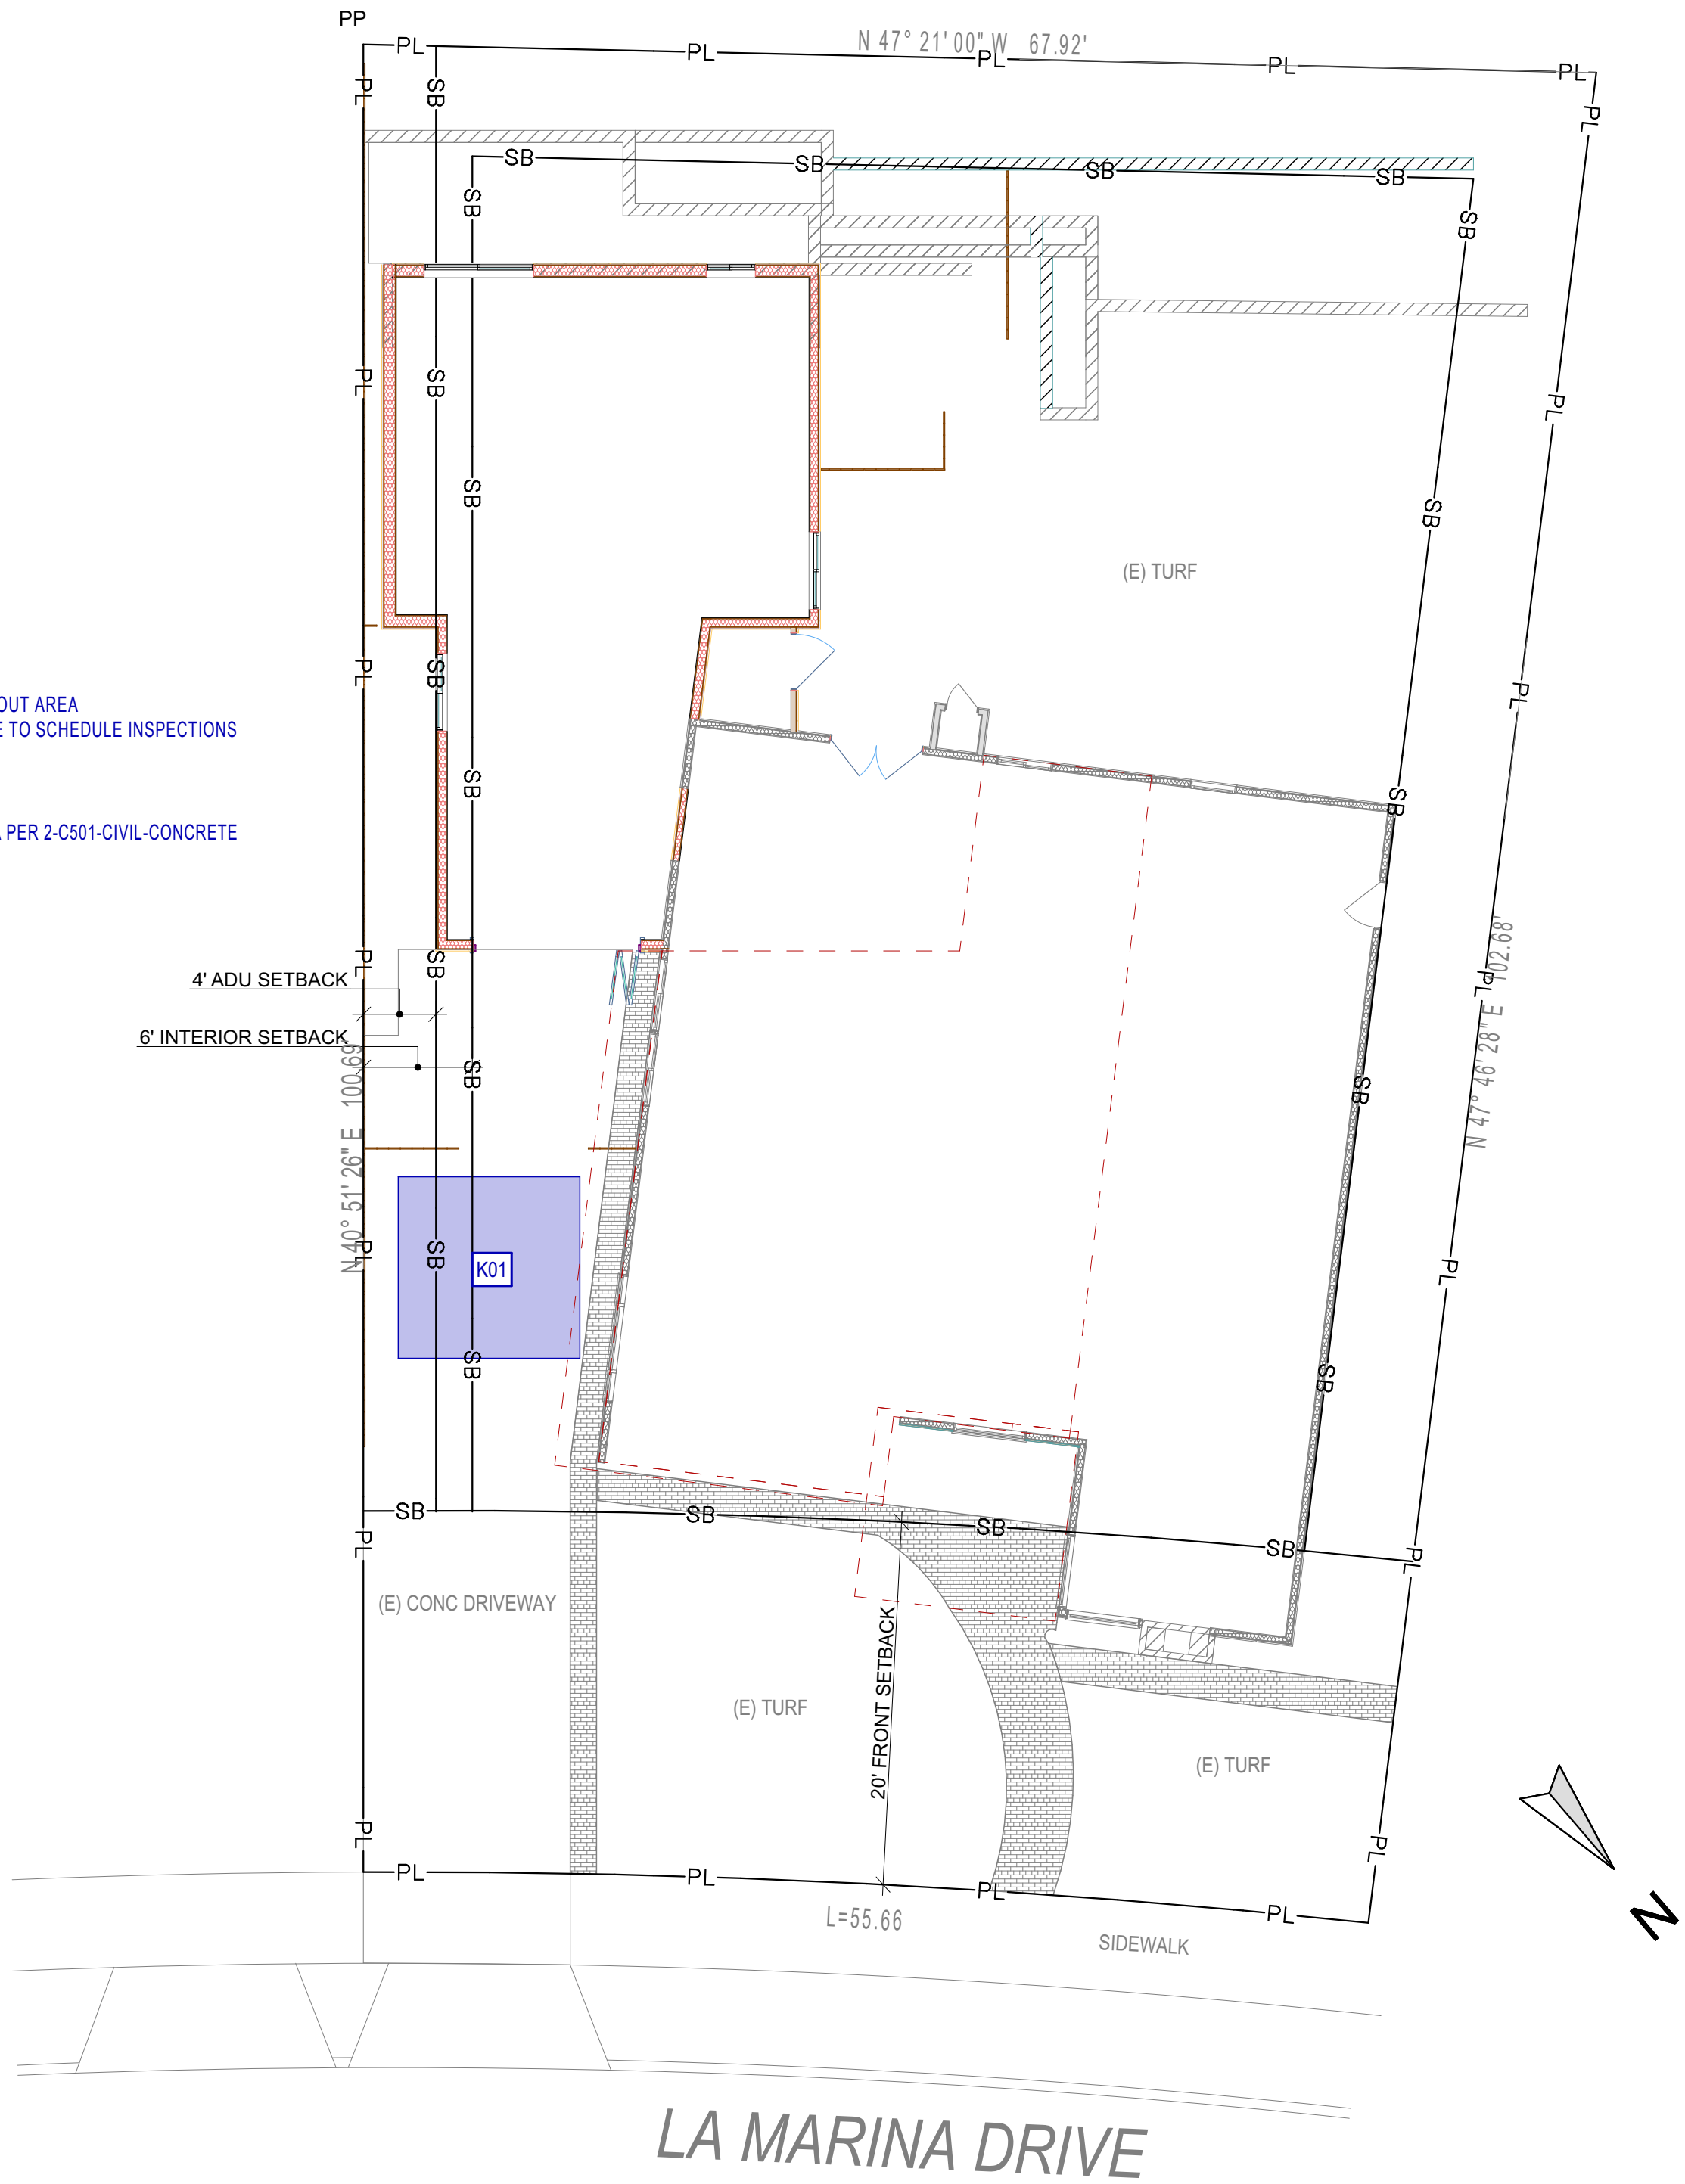 PP
N 47° 21' 00" W 67.92'
PL PL PL PL PL
PL
SB
PL
SB SB SB SB
SB
SB
PL
SB
PL
SB
SB
(E) TURF
PL
SB
PL
OUT AREA
E TO SCHEDULE INSPECTIONS
SB
SB
PER 2-C501-CIVIL-CONCRETE
PL
SB
4' ADU SETBACK
PL
N 47° 46' 28" E 102.68'
6' INTERIOR SETBACK
SB
SB
N 40° 51' 26" E 100.69'
PL
SB
K01
PL
SB
SB
SB SB SB SB
PL
PL
(E) CONC DRIVEWAY
20' FRONT SETBACK
(E) TURF
(E) TURF
PL
PL
PL PL PL PL
L=55.66
SIDEWALK
N
LA MARINA DRIVE